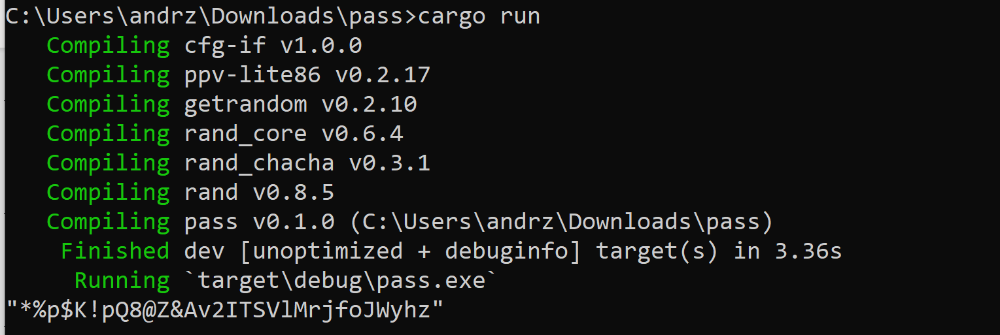 C:\Users\andrz\Downloads\pass>cargo run
Compiling cfg-if v1.0.0
Compiling ppv-lite86 v0.2.17
Compiling getrandom v0.2.10
Compiling rand_core v0.6.4
Compiling rand_chacha v0.3.1
Compiling rand v0.8.5
Compiling pass v0.1.0 (C:\Users\andrz\Downloads\pass)
Finished dev [unoptimized + debuginfo] target(s) in 3.36s
Running `target\debug\pass.exe`
"*%p$K!pQ8@Z&Av2ITSVlMrjfoJWyhz"